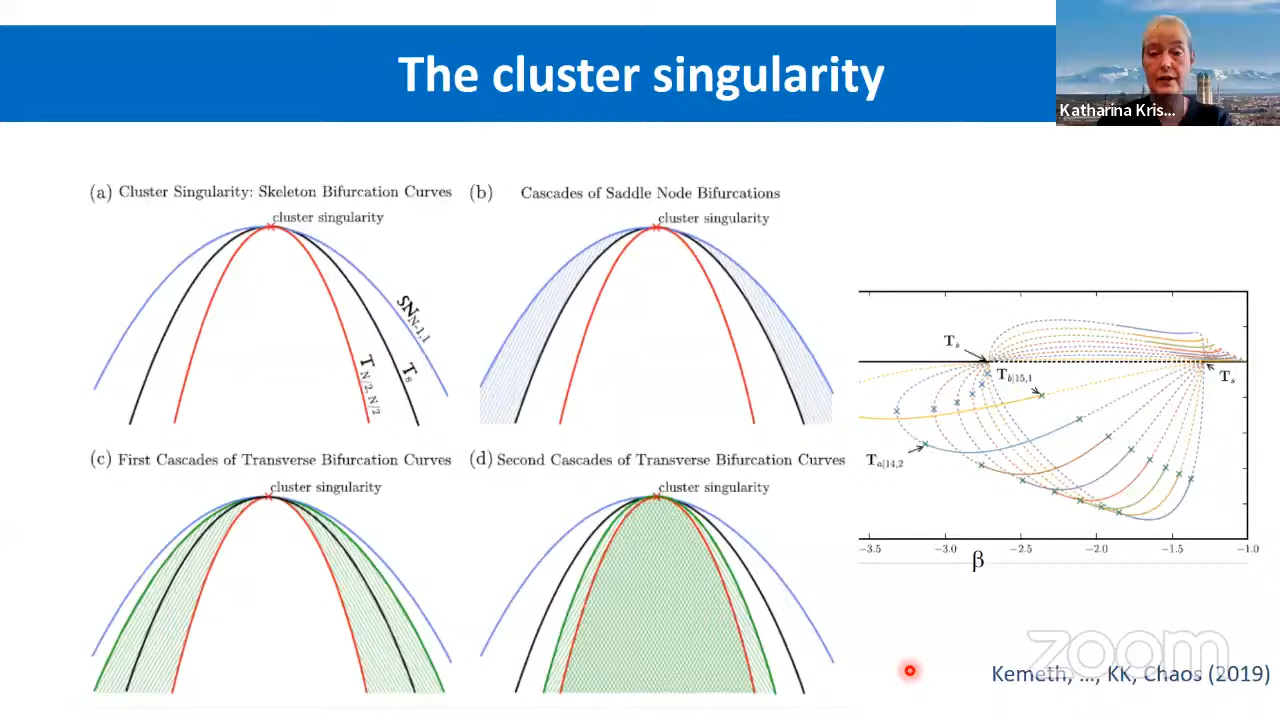 The cluster singularity
Katharina Kris...
(a) Cluster Singularity: Skeleton Bifurcation Curves
cluster singularity
SN_{N-1,1}
T_s
T_{N/2,N/2}
(b) Cascades of Saddle Node Bifurcations
cluster singularity
(c) First Cascades of Transverse Bifurcation Curves
cluster singularity
(d) Second Cascades of Transverse Bifurcation Curves
cluster singularity
T_s
T_{b|15,1}
T_s
T_{a|14,2}
−3.5 −3.0 −2.5 −2.0 −1.5 −1.0
β
zoom
Kemeth, ..., KK, Chaos (2019)